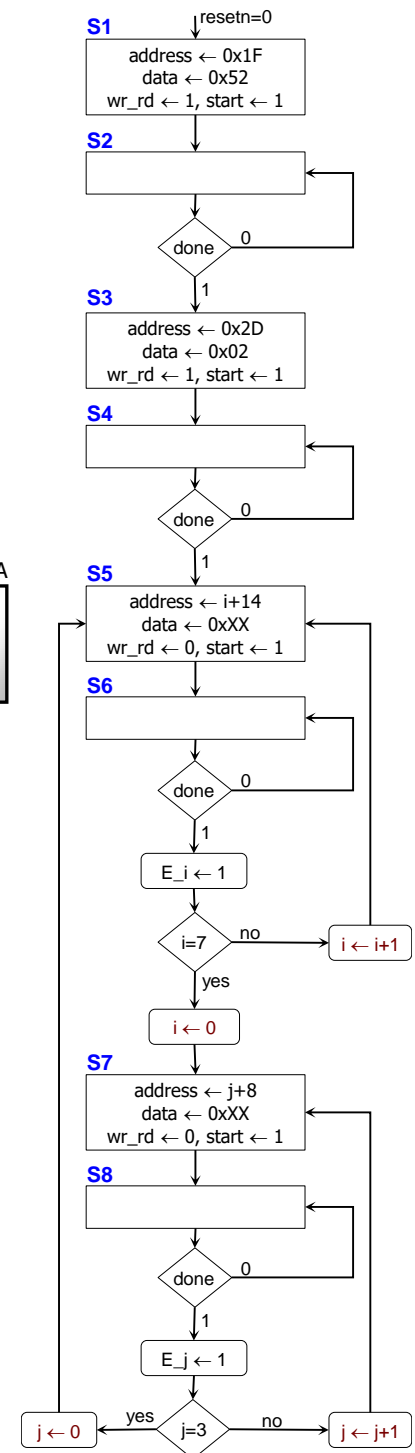 resetn=0
S1
address ← 0x1F
data ← 0x52
wr_rd ← 1, start ← 1
S2
done
0
1
S3
address ← 0x2D
data ← 0x02
wr_rd ← 1, start ← 1
S4
done
0
1
A
S5
address ← i+14
data ← 0xXX
wr_rd ← 0, start ← 1
S6
done
0
1
E_i ← 1
i=7
no
i ← i+1
yes
i ← 0
S7
address ← j+8
data ← 0xXX
wr_rd ← 0, start ← 1
S8
done
0
1
E_j ← 1
j ← 0
yes
j=3
no
j ← j+1